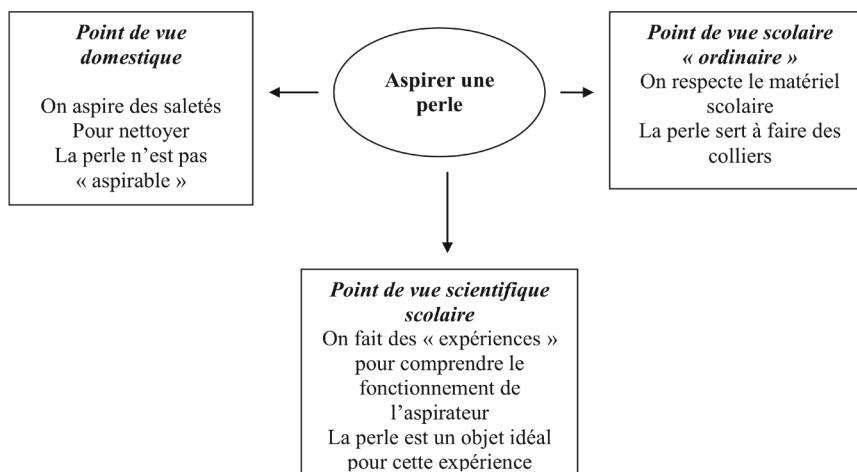 Point de vue
domestique
On aspire des saletés
Pour nettoyer
La perle n’est pas
« aspirable »
Aspirer une
perle
Point de vue scolaire
« ordinaire »
On respecte le matériel
scolaire
La perle sert à faire des
colliers
Point de vue scientifique
scolaire
On fait des « expériences »
pour comprendre le
fonctionnement de
l’aspirateur
La perle est un objet idéal
pour cette expérience